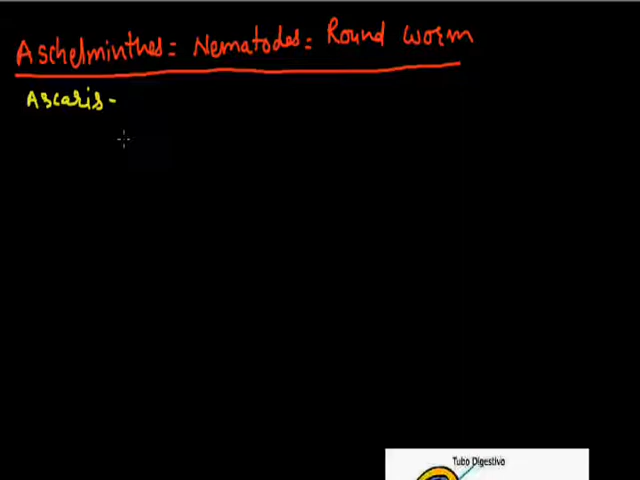 Aschelminthes = Nematodes = Round worm
Ascaris -
Tubo Digestivo